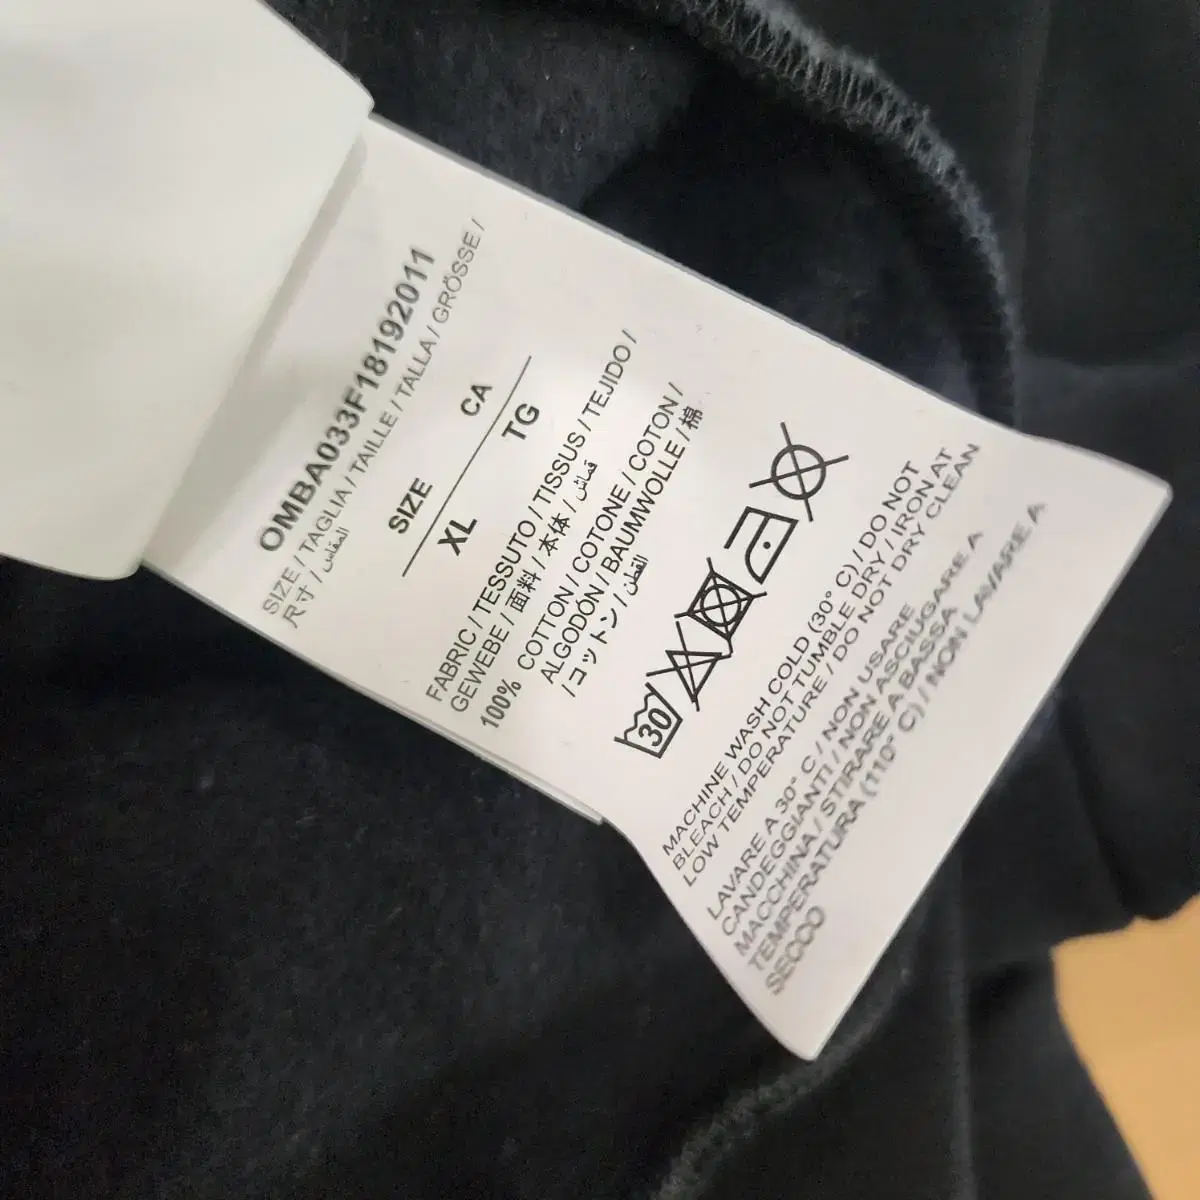 OMBA033F18192011
SIZE / TAGLIA / TAILLE / TALLA / GRÖSSE /
尺寸 / المقاس
SIZE CA
XL TG
FABRIC / TESSUTO / TISSUS / TEJIDO /
GEWEBE / 面料 / 本体 / قماش
100% COTTON / COTONE / COTON /
ALGODÓN / BAUMWOLLE / 棉
/ コットン / القطن
30
MACHINE WASH COLD (30° C) / DO NOT
BLEACH / DO NOT TUMBLE DRY / IRON AT
LOW TEMPERATURE / DO NOT DRY CLEAN
LAVARE A 30° C / NON USARE
CANDEGGIANTI / NON ASCIUGARE A
MACCHINA / STIRARE A BASSA
TEMPERATURA (110° C) / NON LAVARE A
SECCO